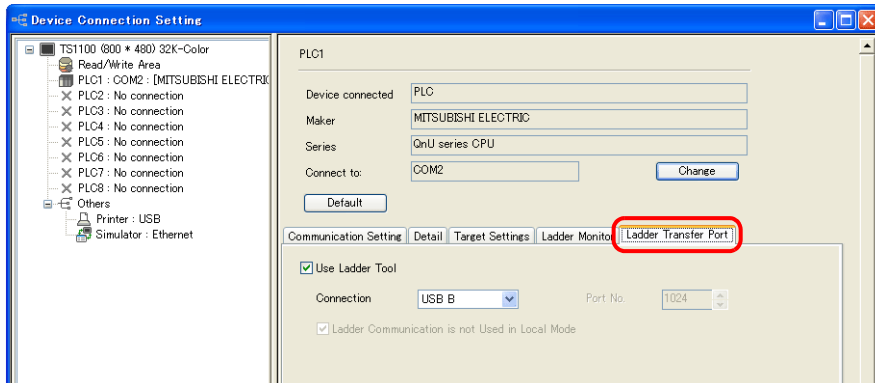 Device Connection Setting
TS1100 (800 * 480) 32K-Color
Read/Write Area
PLC1 : COM2 : [MITSUBISHI ELECTRIC
PLC2 : No connection
PLC3 : No connection
PLC4 : No connection
PLC5 : No connection
PLC6 : No connection
PLC7 : No connection
PLC8 : No connection
Others
Printer : USB
Simulator : Ethernet
PLC1
Device connected PLC
Maker MITSUBISHI ELECTRIC
Series QnU series CPU
Connect to: COM2 Change
Default
Communication Setting Detail Target Settings Ladder Monitor Ladder Transfer Port
Use Ladder Tool
Connection USB B Port No. 1024
Ladder Communication is not Used in Local Mode